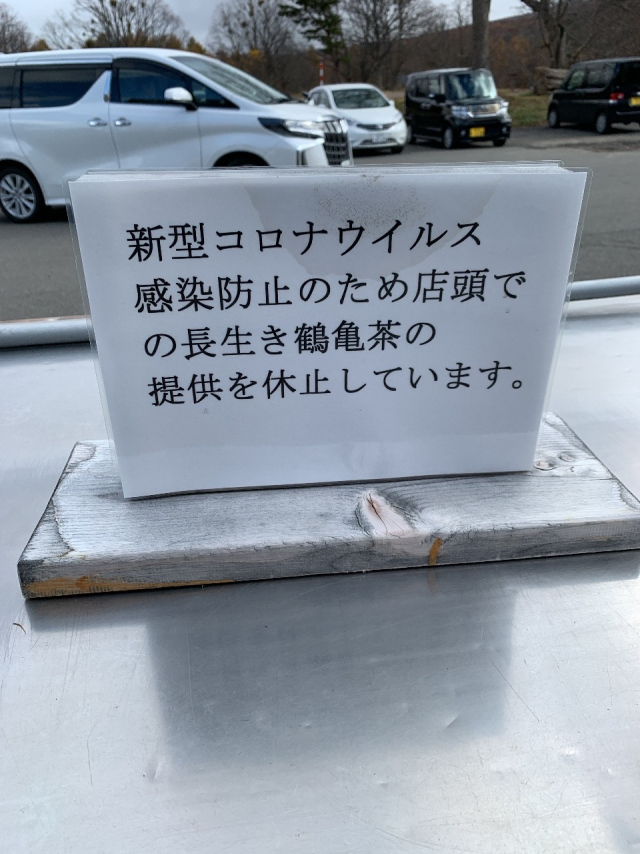 新型コロナウイルス
感染防止のため店頭で
の長生き鶴亀茶の
提供を休止しています。